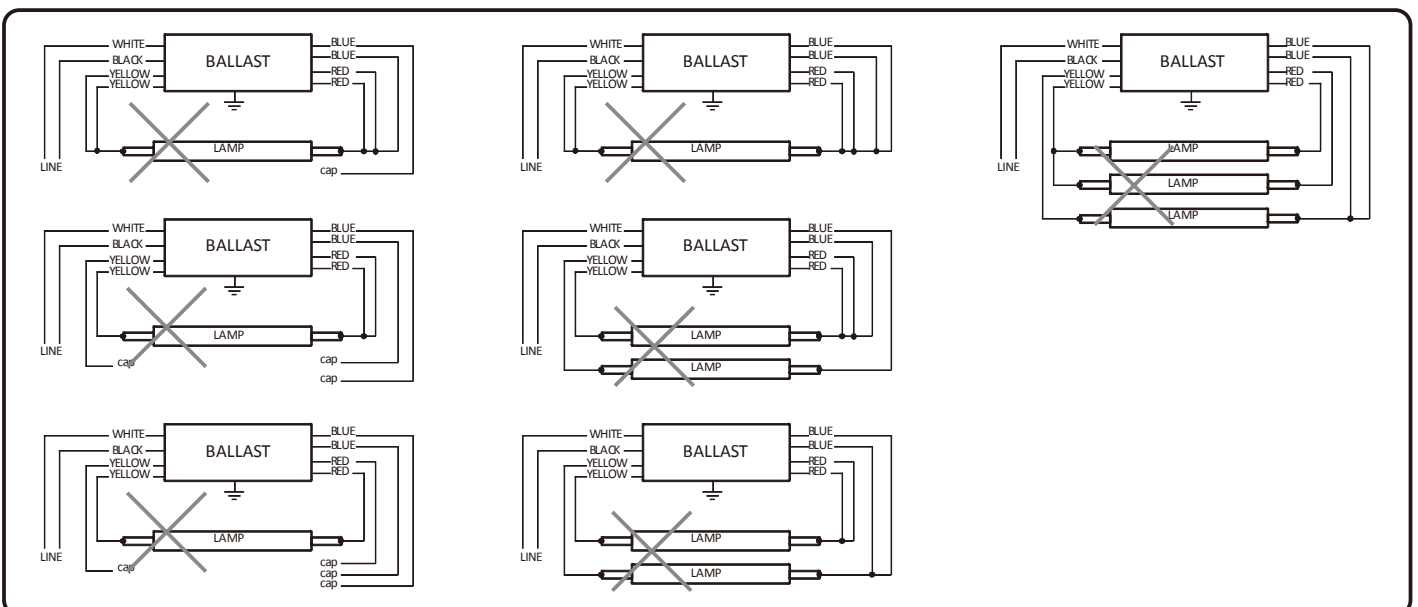 WHITE
BLACK
YELLOW
YELLOW
BALLAST
BLUE
BLUE
RED
RED
LAMP
LINE
cap
WHITE
BLACK
YELLOW
YELLOW
BALLAST
BLUE
BLUE
RED
RED
LAMP
LINE
WHITE
BLACK
YELLOW
YELLOW
BALLAST
BLUE
BLUE
RED
RED
LAMP
LAMP
LAMP
LINE
WHITE
BLACK
YELLOW
YELLOW
BALLAST
BLUE
BLUE
RED
RED
LAMP
LINE
cap
cap
cap
WHITE
BLACK
YELLOW
YELLOW
BALLAST
BLUE
BLUE
RED
RED
LAMP
LAMP
LINE
WHITE
BLACK
YELLOW
YELLOW
BALLAST
BLUE
BLUE
RED
RED
LAMP
LINE
cap
cap
cap
cap
WHITE
BLACK
YELLOW
YELLOW
BALLAST
BLUE
BLUE
RED
RED
LAMP
LAMP
LINE